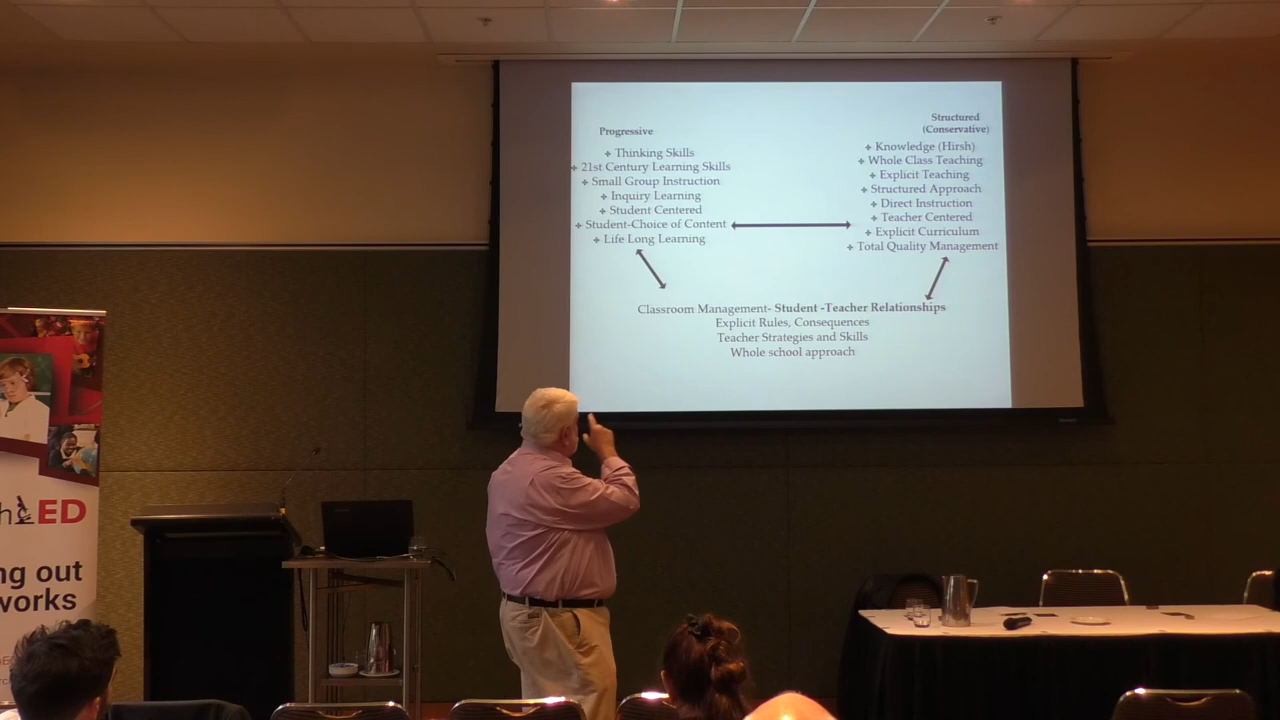 Progressive
+ Thinking Skills
+ 21st Century Learning Skills
+ Small Group Instruction
+ Inquiry Learning
+ Student Centered
+ Student-Choice of Content
+ Life Long Learning
Structured
(Conservative)
+ Knowledge (Hirsh)
+ Whole Class Teaching
+ Explicit Teaching
+ Structured Approach
+ Direct Instruction
+ Teacher Centered
+ Explicit Curriculum
+ Total Quality Management
Classroom Management- Student -Teacher Relationships
Explicit Rules, Consequences
Teacher Strategies and Skills
Whole school approach
h ED
ng out
works